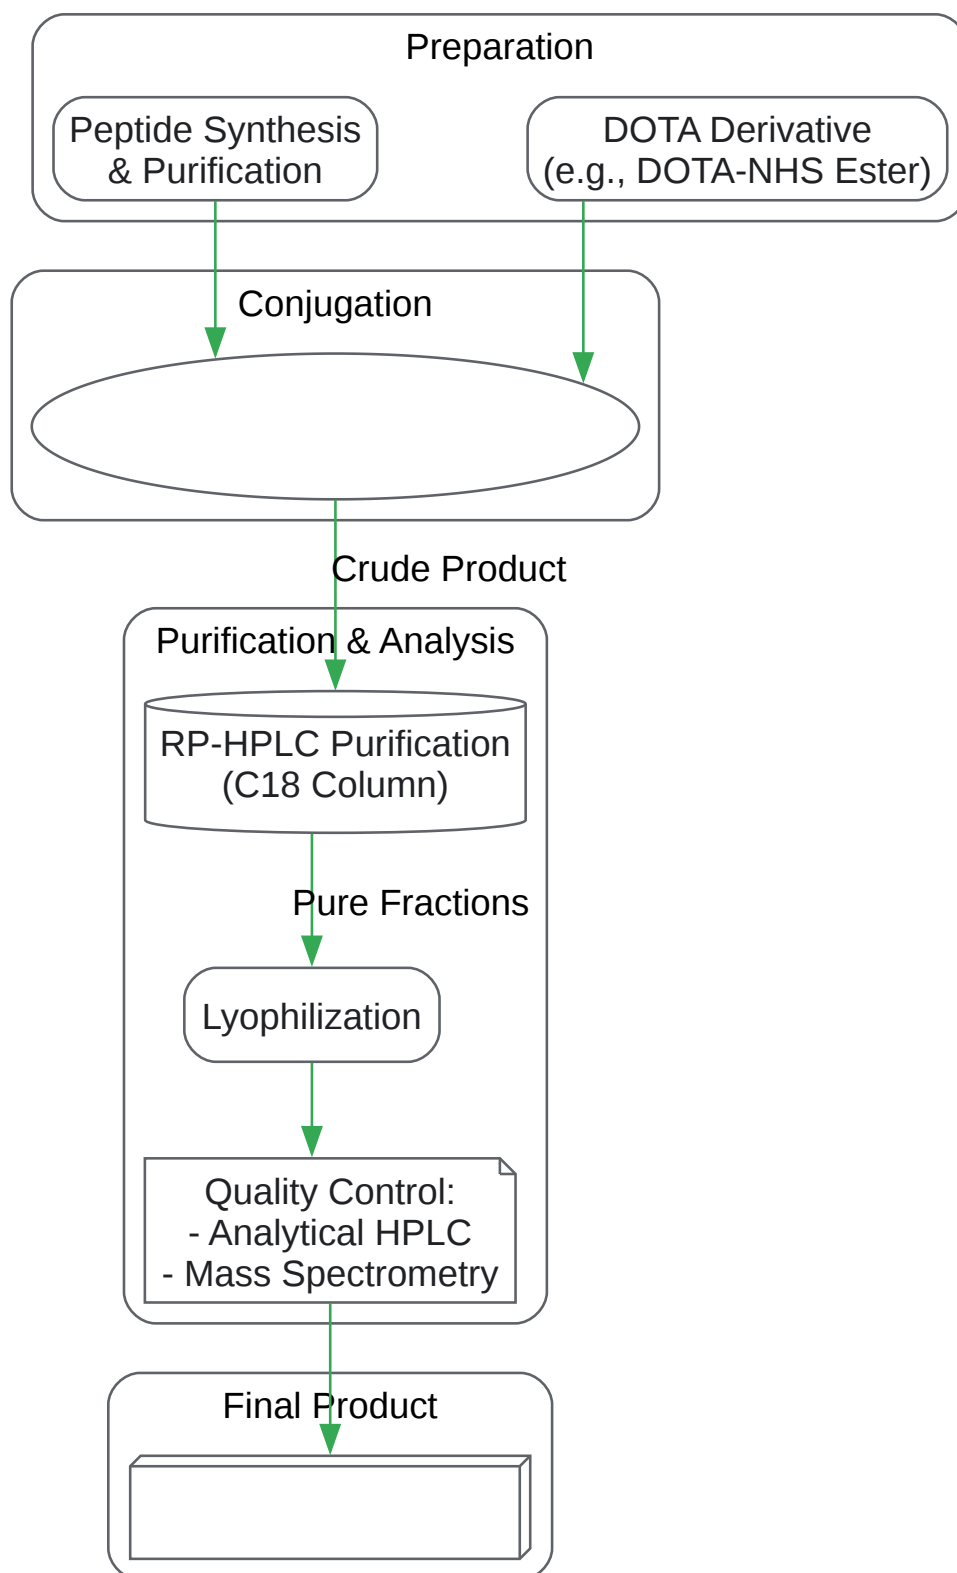 Preparation
Peptide Synthesis
& Purification
DOTA Derivative
(e.g., DOTA-NHS Ester)
Conjugation
Crude Product
Purification & Analysis
RP-HPLC Purification
(C18 Column)
Pure Fractions
Lyophilization
Quality Control:
- Analytical HPLC
- Mass Spectrometry
Final Product